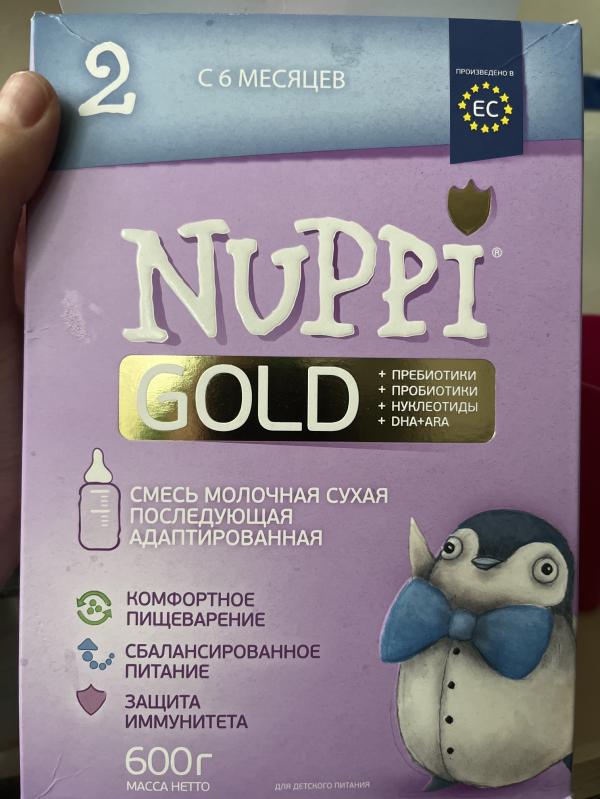 2
С 6 МЕСЯЦЕВ
ПРОИЗВЕДЕНО В
ЕС
NUPPI®
GOLD
+ ПРЕБИОТИКИ
+ ПРОБИОТИКИ
+ НУКЛЕОТИДЫ
+ DHA+ARA
СМЕСЬ МОЛОЧНАЯ СУХАЯ
ПОСЛЕДУЮЩАЯ
АДАПТИРОВАННАЯ
КОМФОРТНОЕ
ПИЩЕВАРЕНИЕ
СБАЛАНСИРОВАННОЕ
ПИТАНИЕ
ЗАЩИТА
ИММУНИТЕТА
600г
МАССА НЕТТО
ДЛЯ ДЕТСКОГО ПИТАНИЯ